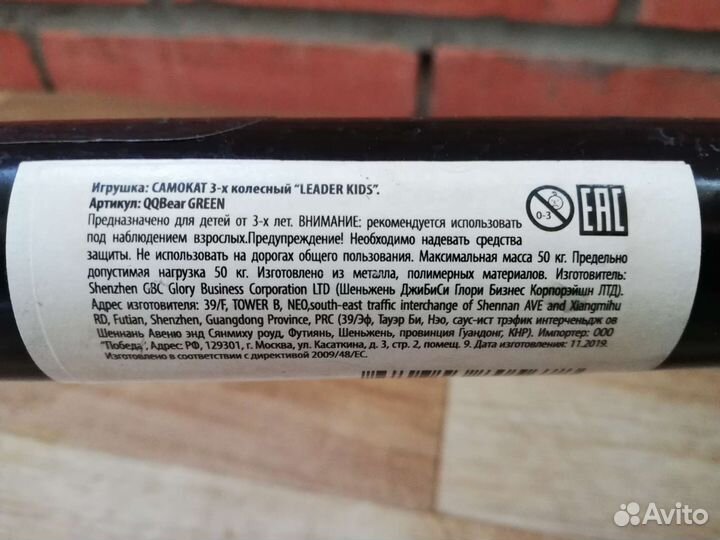 Игрушка: САМОКАТ 3-х колесный "LEADER KIDS".
Артикул: QQBear GREEN
Предназначено для детей от 3-х лет. ВНИМАНИЕ: рекомендуется использовать
под наблюдением взрослых.Предупреждение! Необходимо надевать средства
защиты. Не использовать на дорогах общего пользования. Максимальная масса 50 кг. Предельно
допустимая нагрузка 50 кг. Изготовлено из металла, полимерных материалов. Изготовитель:
Shenzhen GBC Glory Business Corporation LTD (Шеньжень ДжиБиСи Глори Бизнес Корпорэйшн ЛТД).
Адрес изготовителя: 39/F, TOWER B, NEO,south-east traffic interchange of Shennan AVE and Xiangmihu
RD, Futian, Shenzhen, Guangdong Province, PRC (39/Эф, Тауэр Би, Нэо, саус-ист трэфик интерченьдж ов
Шеннан Авеню энд Сянмиху роуд, Футиянь, Шеньжень, провинция Гуандонг, КНР). Импортер: ООО
"Победа", Адрес: РФ, 129301, г. Москва, ул. Касаткина, д. 3, стр. 2, помещ. 9. Дата изготовления: 11.2019.
Изготовлено в соответствии с директивой 2009/48/ЕС.
0-3
EAC
Avito